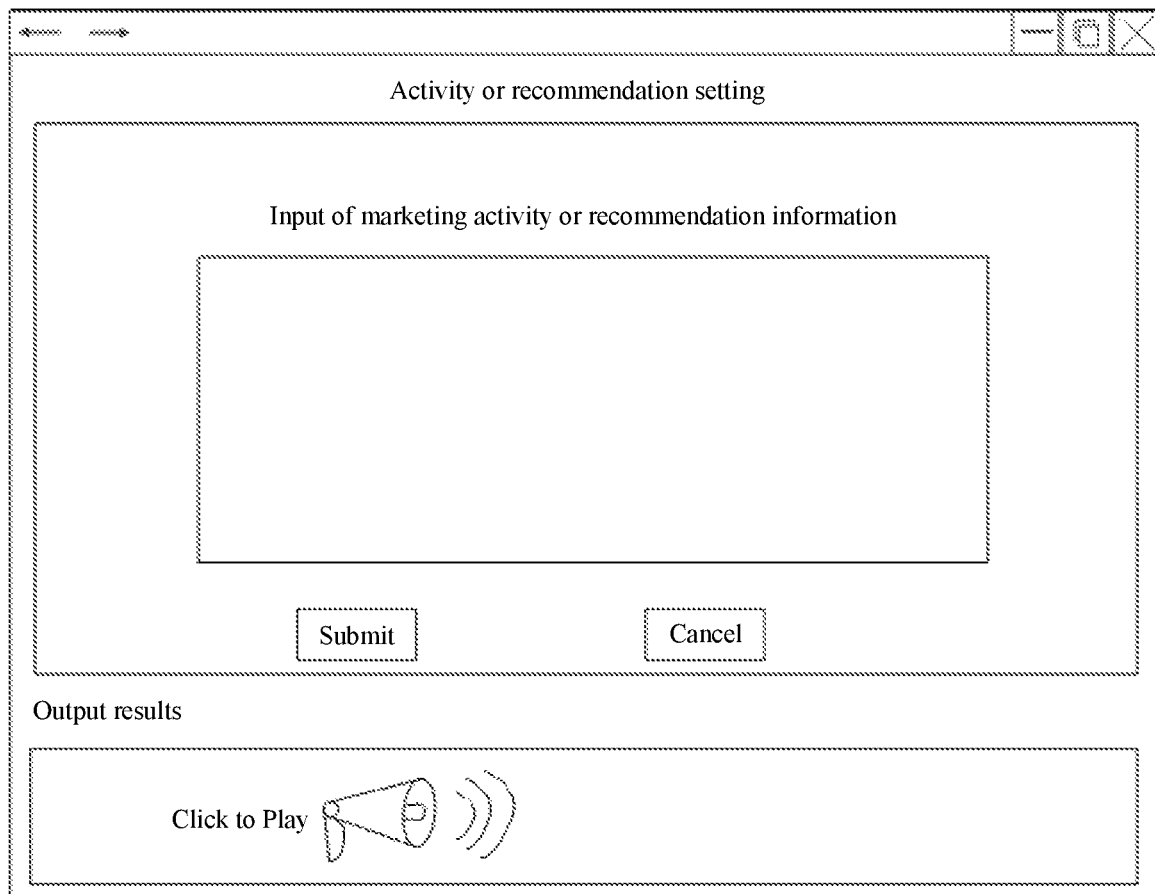 Activity or recommendation setting
Input of marketing activity or recommendation information
Submit Cancel
Output results
Click to Play